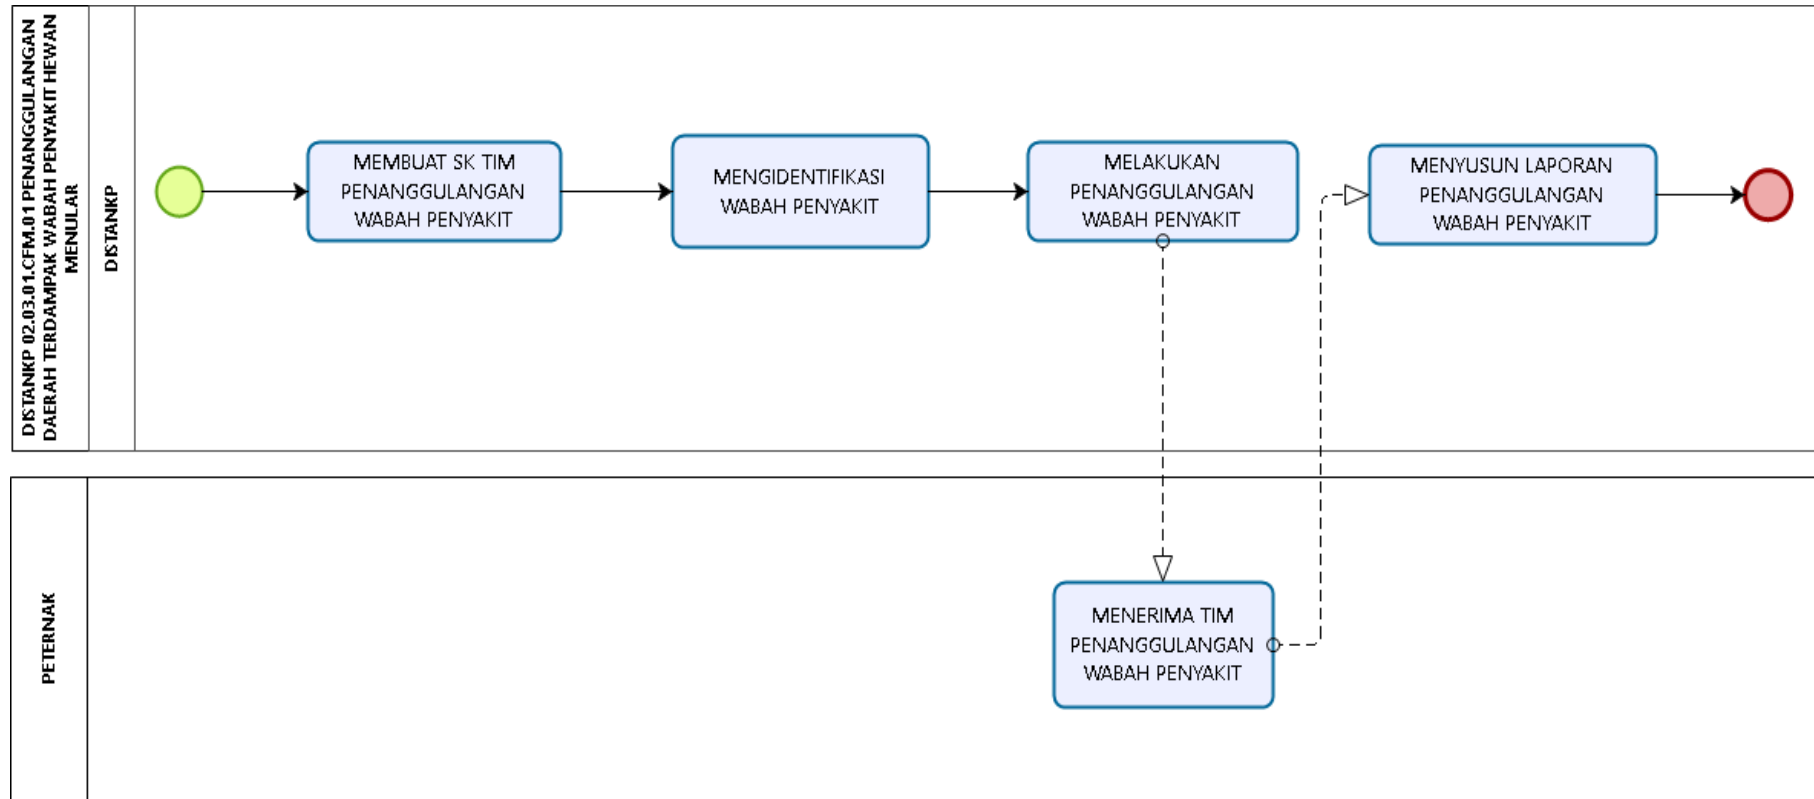 DISTANKP 02.03.01.CFM.01 PENANGGULANGAN
DAERAH TERDAMPAK WABAH PENYAKIT HEWAN
MENULAR
DISTANKP
MEMBUAT SK TIM
PENANGGULANGAN
WABAH PENYAKIT
MENGIDENTIFIKASI
WABAH PENYAKIT
MELAKUKAN
PENANGGULANGAN
WABAH PENYAKIT
MENYUSUN LAPORAN
PENANGGULANGAN
WABAH PENYAKIT
PETERNAK
MENERIMA TIM
PENANGGULANGAN
WABAH PENYAKIT